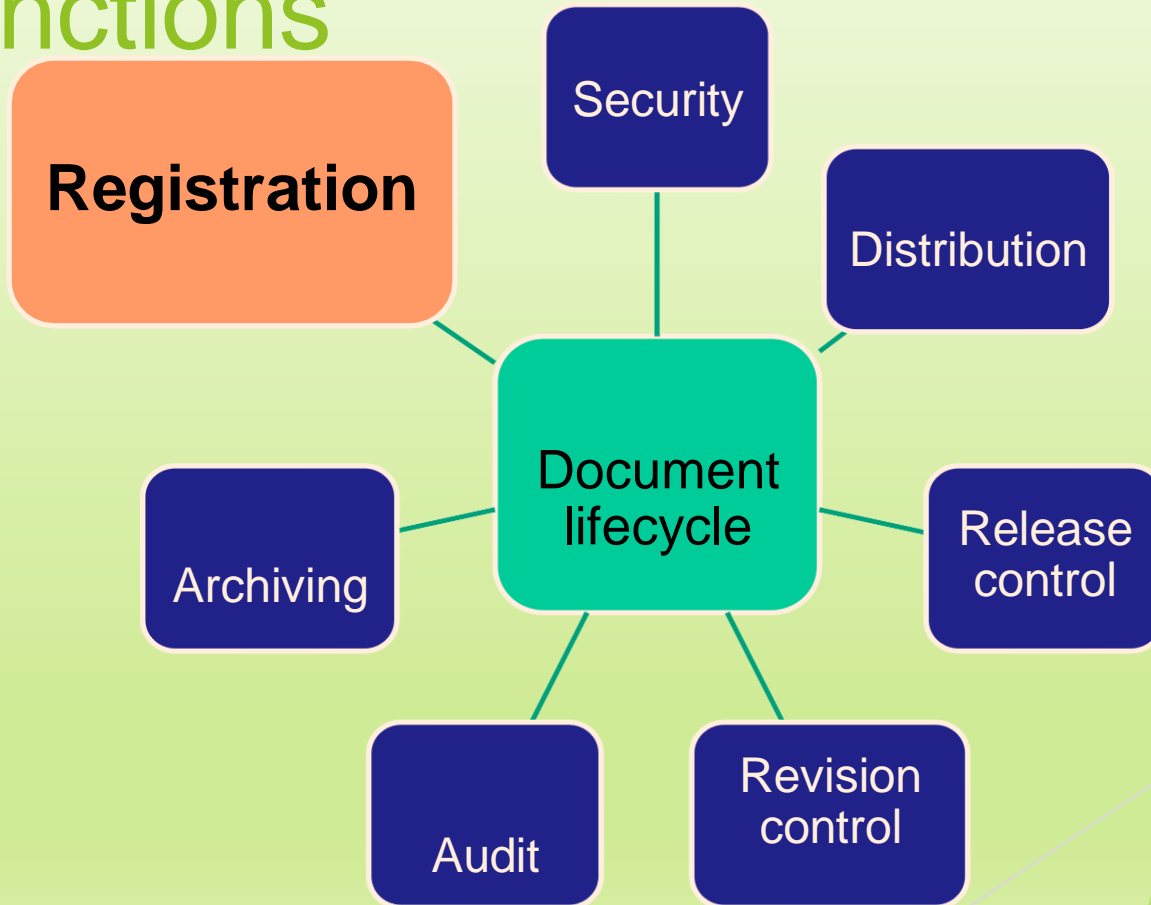 nctions
Security
Registration
Distribution
Document
lifecycle
Release
control
Archiving
Revision
control
Audit